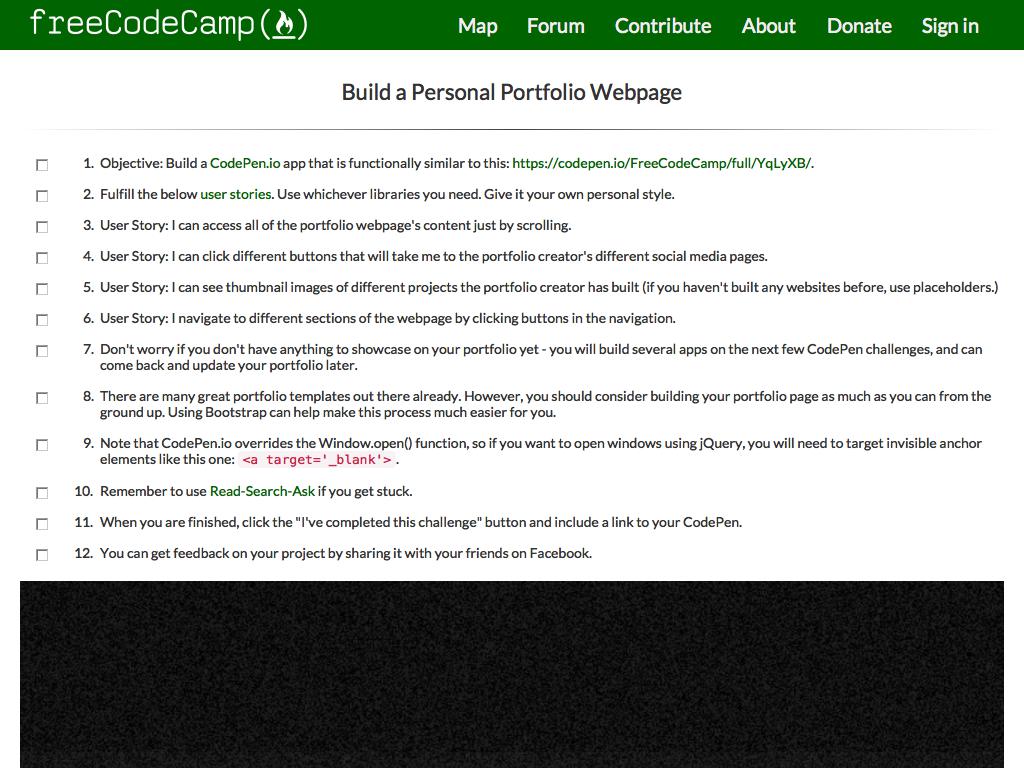 freeCodeCamp
Map Forum Contribute About Donate Sign in
Build a Personal Portfolio Webpage
1. Objective: Build a CodePen.io app that is functionally similar to this: https://codepen.io/FreeCodeCamp/full/YqLyXB/.
2. Fulfill the below user stories. Use whichever libraries you need. Give it your own personal style.
3. User Story: I can access all of the portfolio webpage's content just by scrolling.
4. User Story: I can click different buttons that will take me to the portfolio creator's different social media pages.
5. User Story: I can see thumbnail images of different projects the portfolio creator has built (if you haven't built any websites before, use placeholders.)
6. User Story: I navigate to different sections of the webpage by clicking buttons in the navigation.
7. Don't worry if you don't have anything to showcase on your portfolio yet - you will build several apps on the next few CodePen challenges, and can
come back and update your portfolio later.
8. There are many great portfolio templates out there already. However, you should consider building your portfolio page as much as you can from the
ground up. Using Bootstrap can help make this process much easier for you.
9. Note that CodePen.io overrides the Window.open() function, so if you want to open windows using jQuery, you will need to target invisible anchor
elements like this one: <a target='_blank'>.
10. Remember to use Read-Search-Ask if you get stuck.
11. When you are finished, click the "I've completed this challenge" button and include a link to your CodePen.
12. You can get feedback on your project by sharing it with your friends on Facebook.